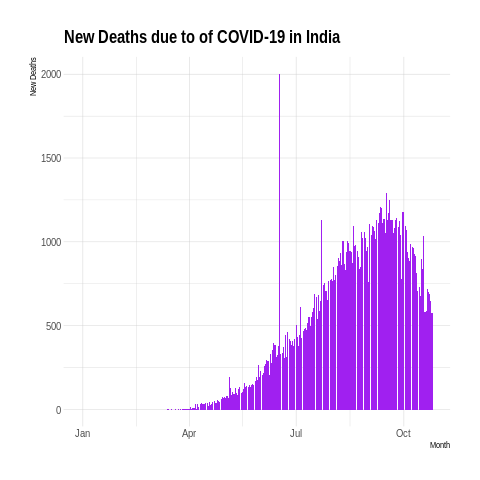 New Deaths due to of COVID-19 in India
New Deaths
2000
1500
1000
500
0
Jan Apr Jul Oct
Month